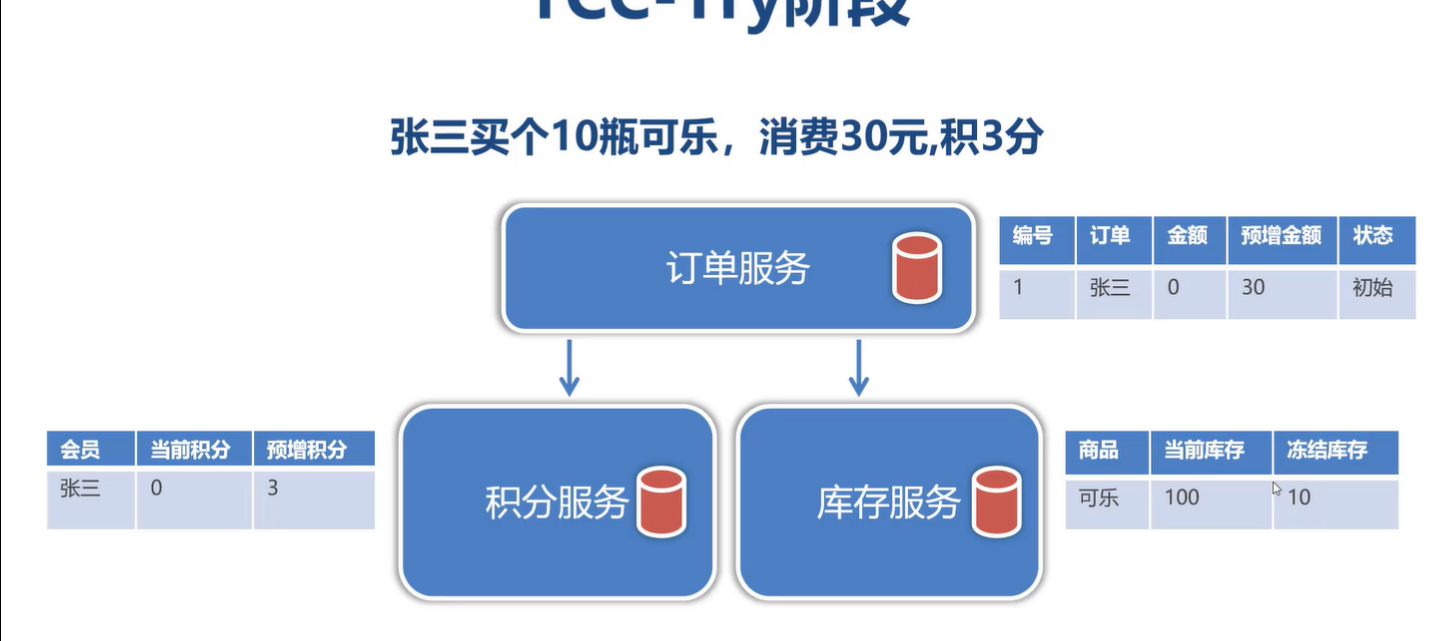 TCC-Try阶段
张三买个10瓶可乐，消费30元,积3分
订单服务
编号 订单 金额 预增金额 状态
1 张三 0 30 初始
会员 当前积分 预增积分
张三 0 3
积分服务
库存服务
商品 当前库存 冻结库存
可乐 100 10